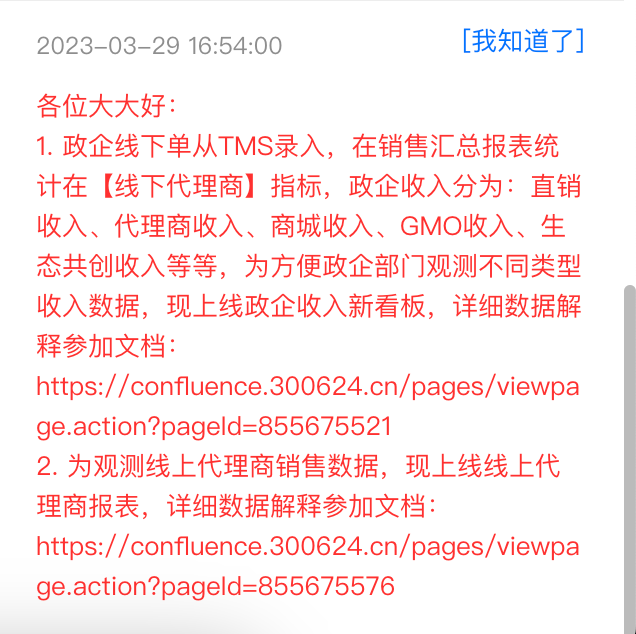 2023-03-29 16:54:00
[我知道了]
各位大大好：
1. 政企线下单从TMS录入，在销售汇总报表统
计在【线下代理商】指标，政企收入分为：直销
收入、代理商收入、商城收入、GMO收入、生
态共创收入等等，为方便政企部门观测不同类型
收入数据，现上线政企收入新看板，详细数据解
释参加文档：
https://confluence.300624.cn/pages/viewpa
ge.action?pageId=855675521
2. 为观测线上代理商销售数据，现上线线上代
理商报表，详细数据解释参加文档：
https://confluence.300624.cn/pages/viewpa
ge.action?pageId=855675576